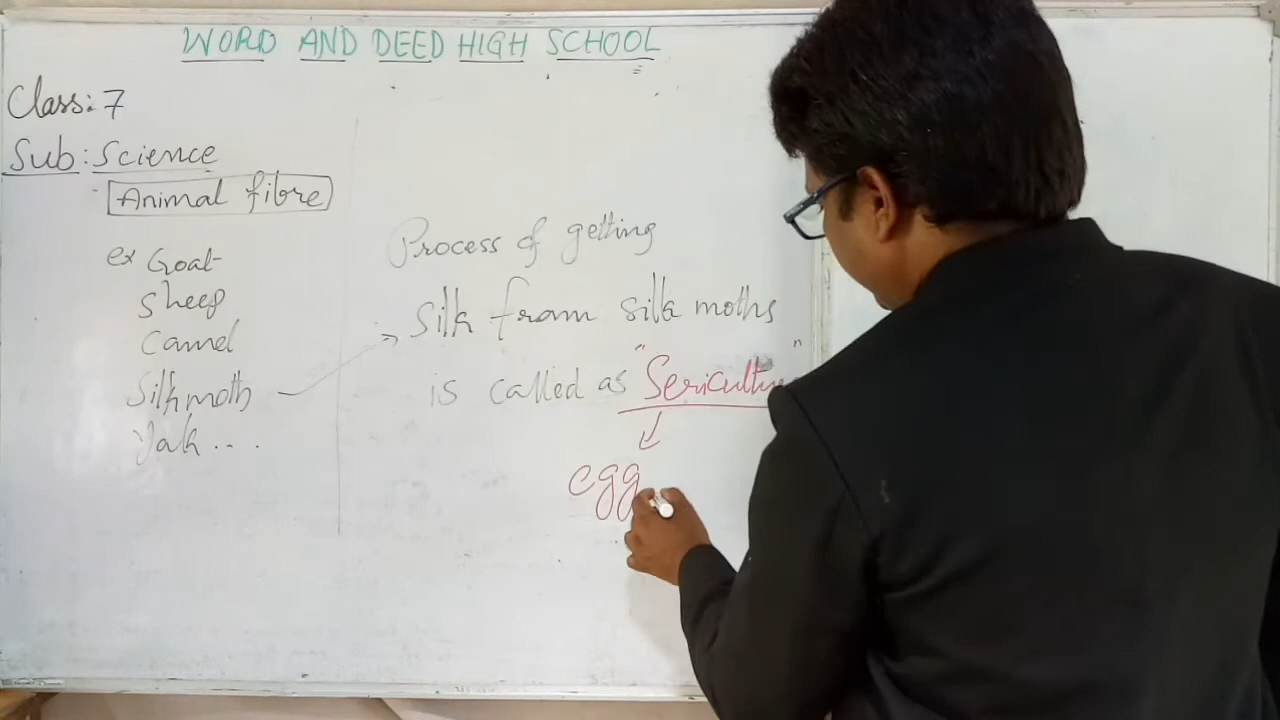 WORD AND DEED HIGH SCHOOL
Class: 7
Sub: Science
Animal fibre
ex Goat
Sheep
Camel
Silkmoth
Yak ....
Process of getting
silk from silk moths
is called as "Sericulture"
egg